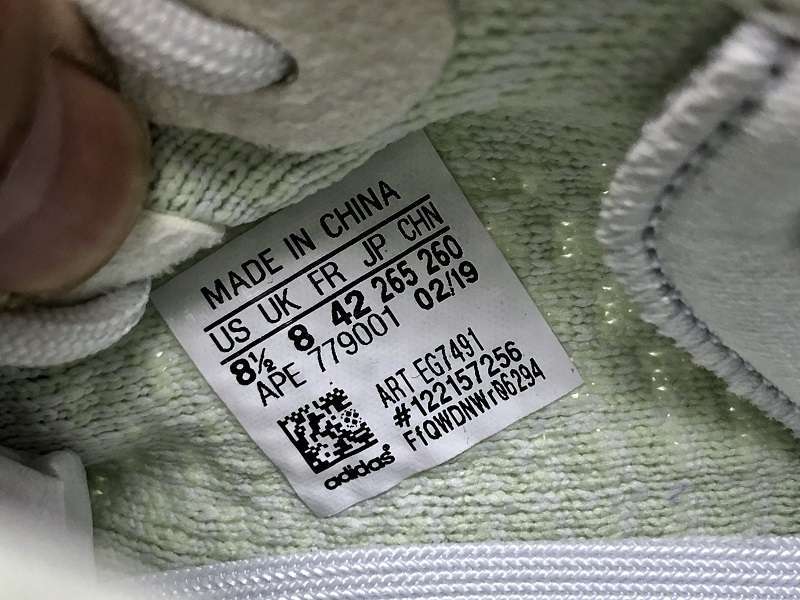 MADE IN CHINA
US UK FR JP CHN
8½ 8 42 265 260
APE 779001 02/19
ART EG7491
#122157256
FfQWDNWr06294
adidas